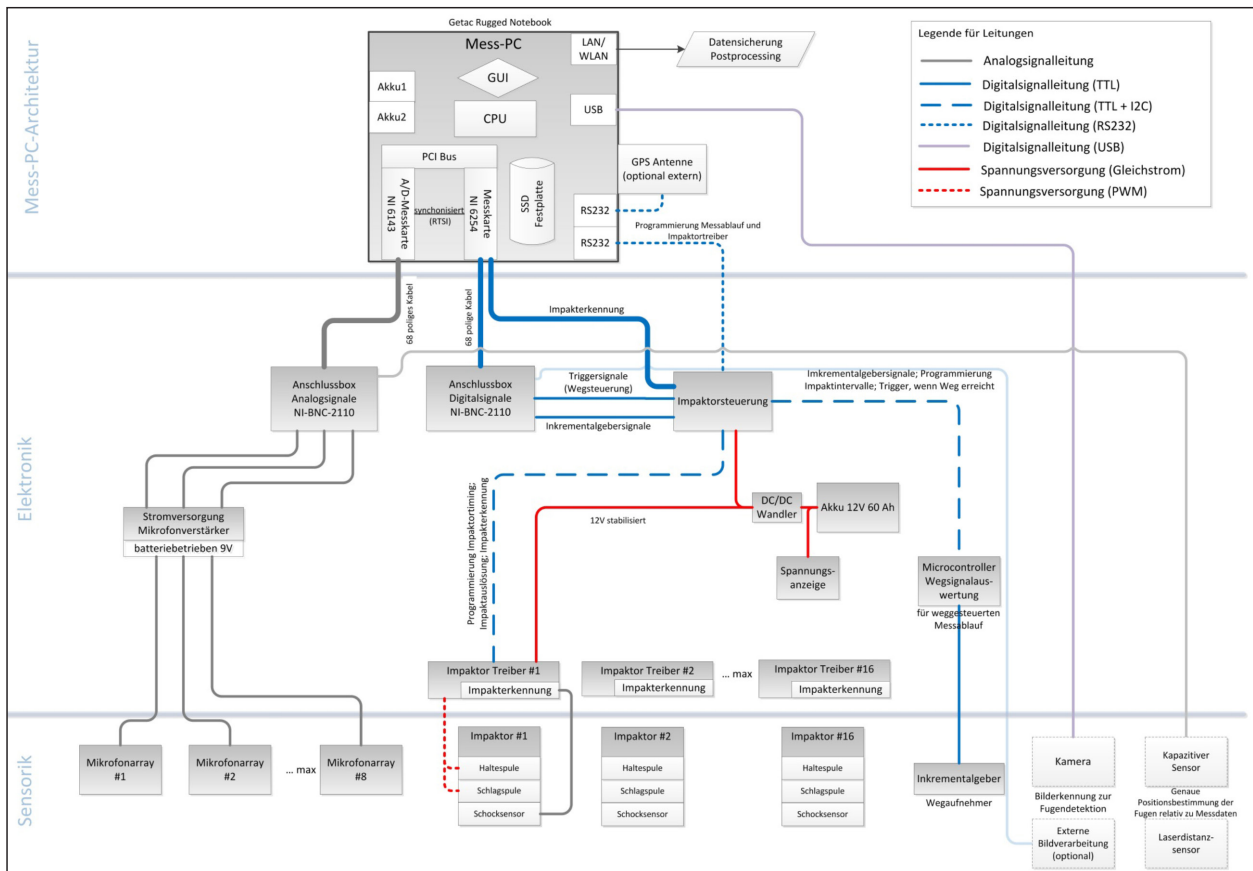 Mess-PC-Architektur
Getac Rugged Notebook
Mess-PC
LAN/
WLAN
Datensicherung
Postprocessing
GUI
Akku1
Akku2
CPU
USB
PCI Bus
A/D-Messkarte
NI 6143
synchonisiert
(RTSI)
Messkarte
NI 6254
SSD
Festplatte
GPS Antenne
(optional extern)
RS232
RS232
Programmierung Messablauf und
Impaktortreiber
Legende für Leitungen
Analogsignalleitung
Digitalsignalleitung (TTL)
Digitalsignalleitung (TTL + I2C)
Digitalsignalleitung (RS232)
Digitalsignalleitung (USB)
Spannungsversorgung (Gleichstrom)
Spannungsversorgung (PWM)
Elektronik
68 poliges Kabel
68 polige Kabel
Impakterkennung
Anschlussbox
Analogsignale
NI-BNC-2110
Anschlussbox
Digitalsignale
NI-BNC-2110
Triggersignale
(Wegsteuerung)
Inkrementalgebersignale
Impaktorsteuerung
Imkrementalgebersignale; Programmierung
Impaktintervalle; Trigger, wenn Weg erreicht
Stromversorgung
Mikrofonverstärker
batteriebetrieben 9V
Programmierung Impaktortiming;
Impaktauslösung; Impakterkennung
12V stabilisiert
DC/DC
Wandler
Akku 12V 60 Ah
Spannungs-
anzeige
Microcontroller
Wegsignalaus-
wertung
für weggesteuerten
Messablauf
Impaktor Treiber #1
Impakterkennung
Impaktor Treiber #2
Impakterkennung
... max
Impaktor Treiber #16
Impakterkennung
Sensorik
Mikrofonarray
#1
Mikrofonarray
#2
... max
Mikrofonarray
#8
Impaktor #1
Haltespule
Schlagspule
Schocksensor
Impaktor #2
Haltespule
Schlagspule
Schocksensor
Impaktor #16
Haltespule
Schlagspule
Schocksensor
Inkrementalgeber
Wegaufnehmer
Kamera
Bilderkennung zur
Fugendetektion
Externe
Bildverarbeitung
(optional)
Kapazitiver
Sensor
Genaue
Positionsbestimmung der
Fugen relativ zu Messdaten
Laserdistanz-
sensor